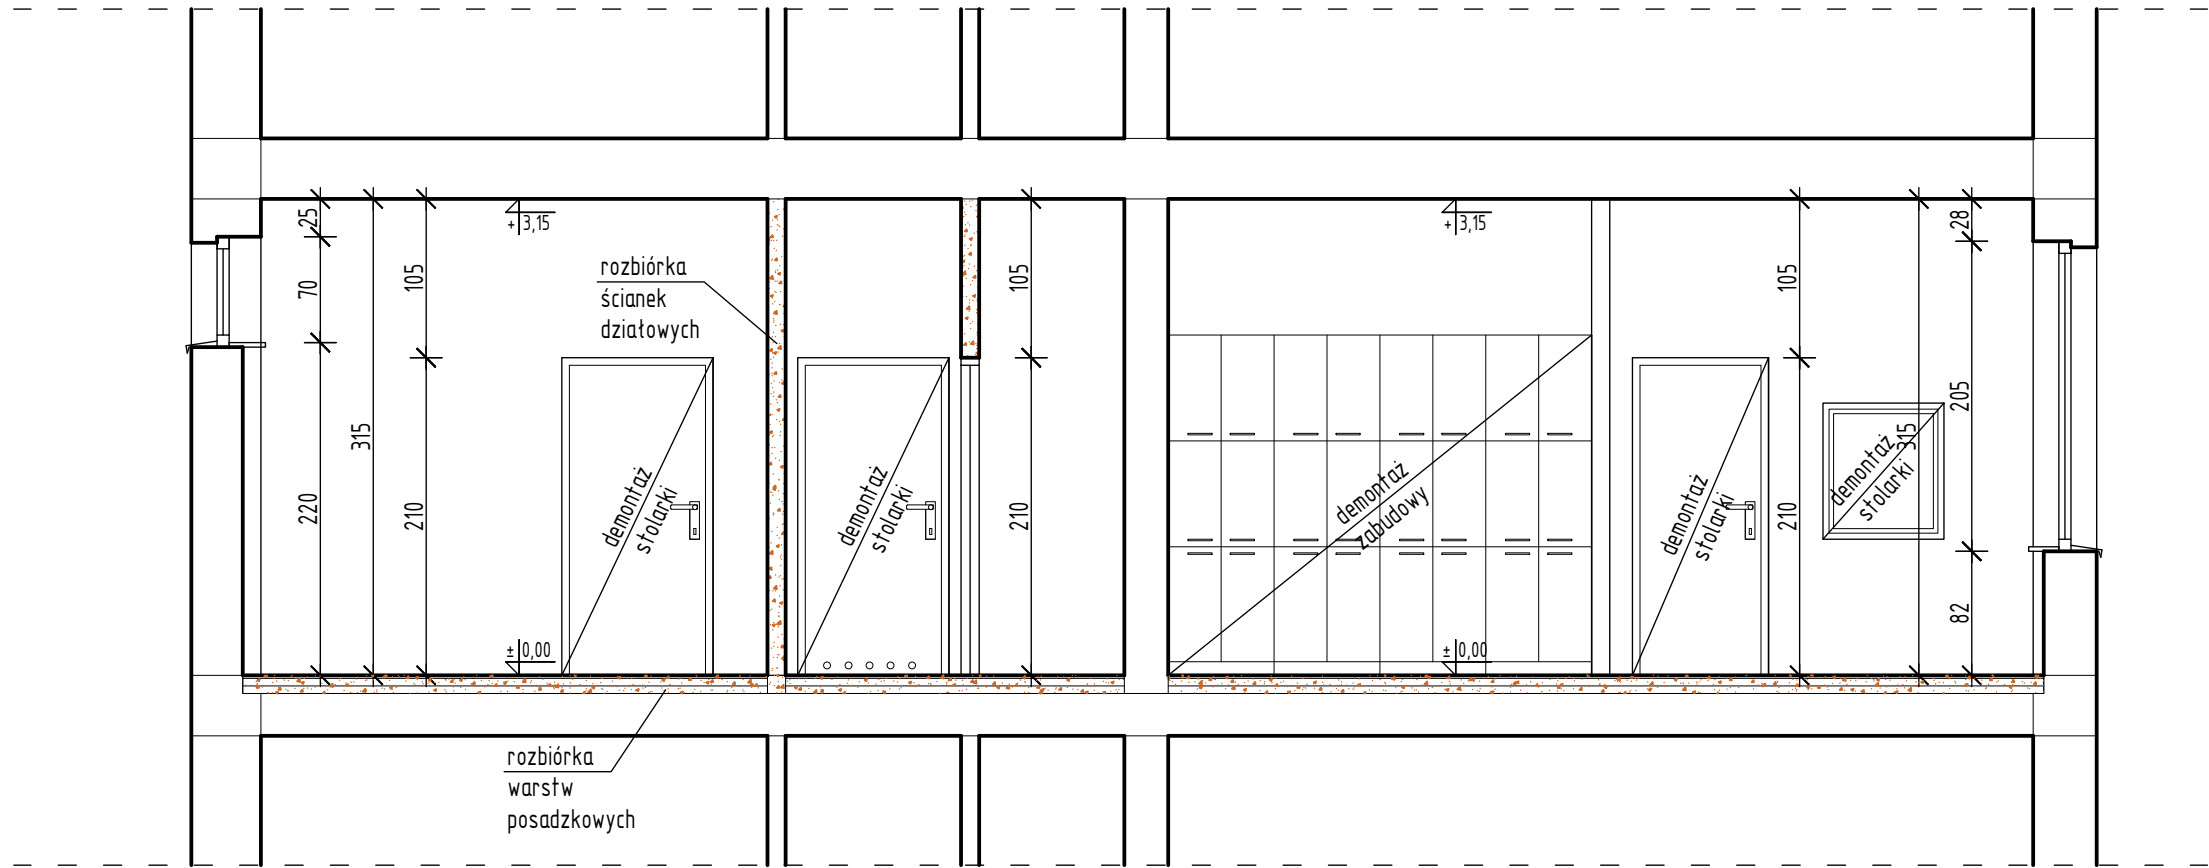 25
70
220
315
105
210
+ 3,15
± 0,00
rozbiórka
ścianek
działowych
demontaż
stolarki
demontaż
stolarki
105
210
+ 3,15
± 0,00
demontaż
zabudowy
demontaż
stolarki
105
210
demontaż
stolarki
315
28
205
82
rozbiórka
warstw
posadzkowych